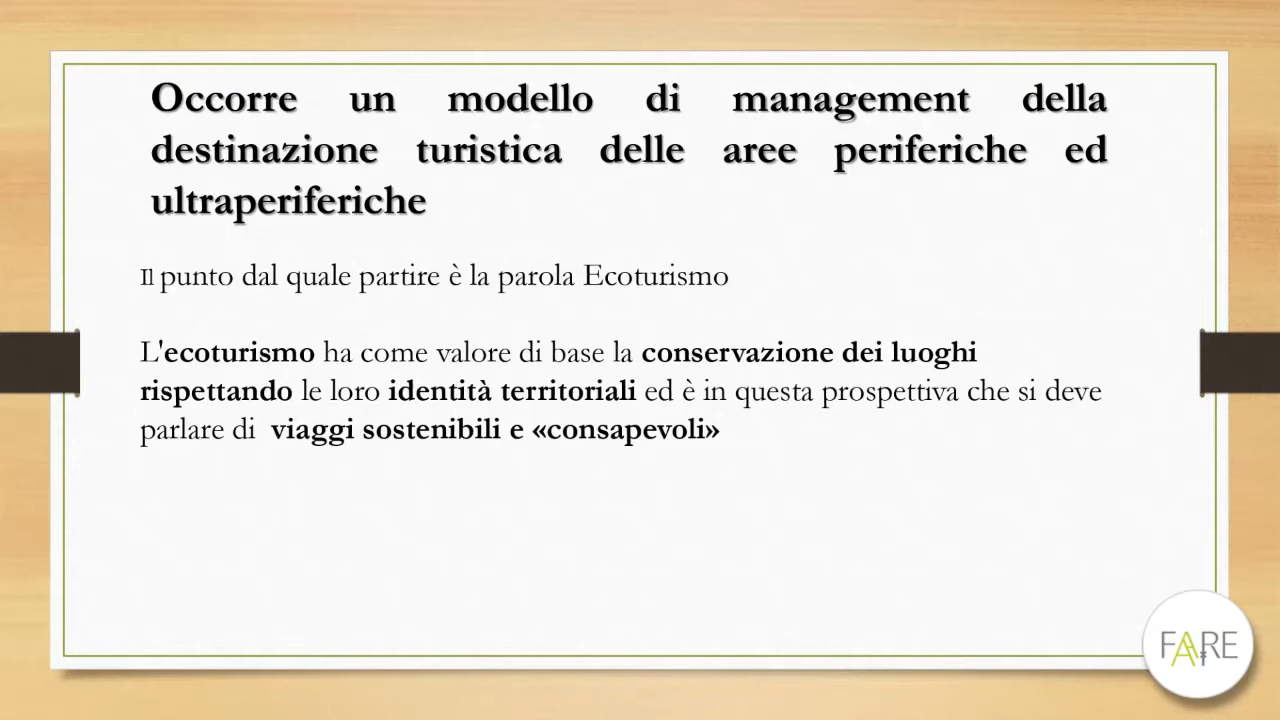 Occorre un modello di management della
destinazione turistica delle aree periferiche ed
ultraperiferiche
Il punto dal quale partire è la parola Ecoturismo
L'ecoturismo ha come valore di base la conservazione dei luoghi
rispettando le loro identità territoriali ed è in questa prospettiva che si deve
parlare di  viaggi sostenibili e «consapevoli»
FARE